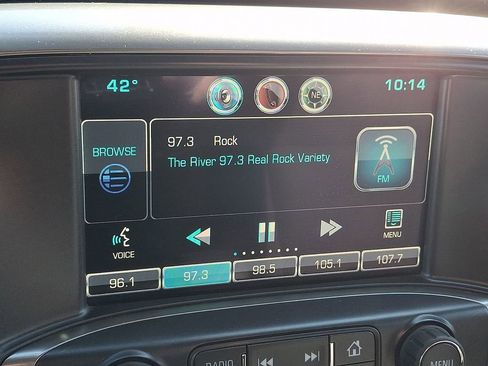 42° NE 10:14
BROWSE
97.3 Rock
The River 97.3 Real Rock Variety
FM
VOICE
MENU
96.1 97.3 98.5 105.1 107.7
RADIO MENU